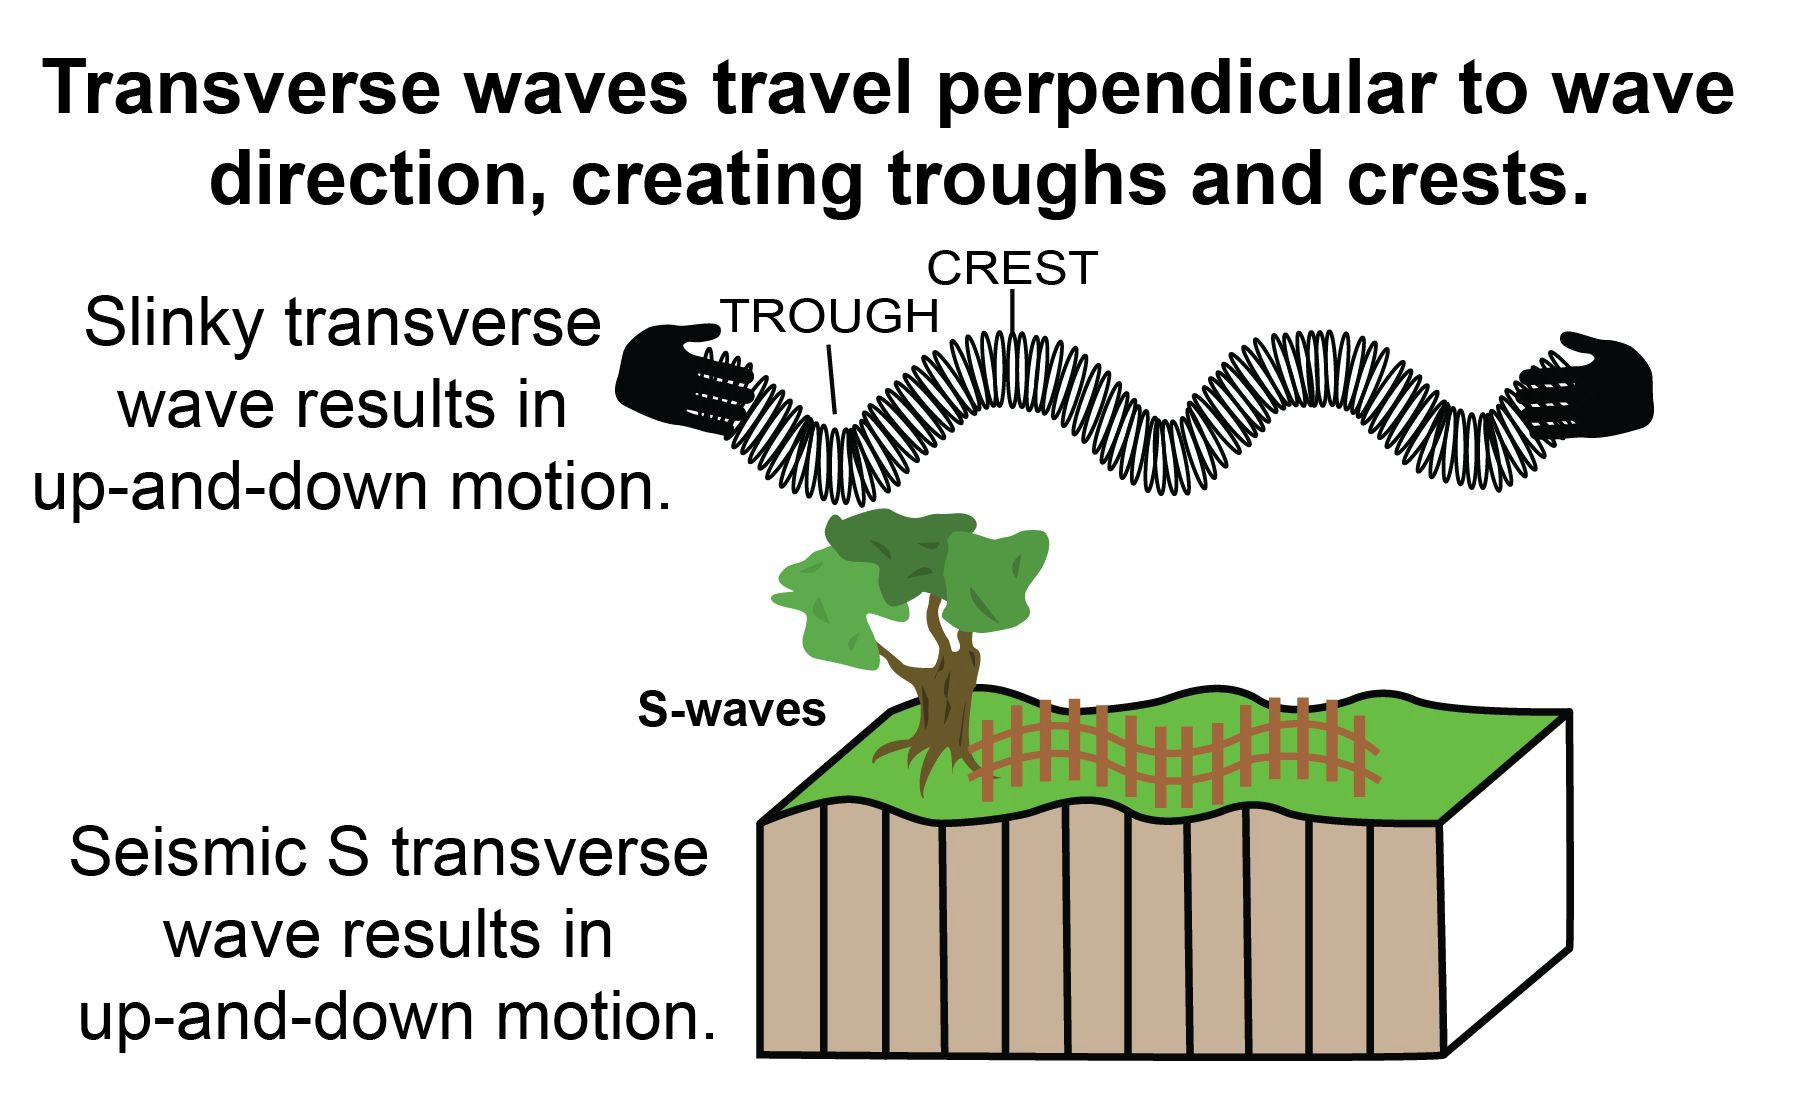 Transverse waves travel perpendicular to wave
direction, creating troughs and crests.
CREST
TROUGH
Slinky transverse
wave results in
up-and-down motion.
S-waves
Seismic S transverse
wave results in
up-and-down motion.